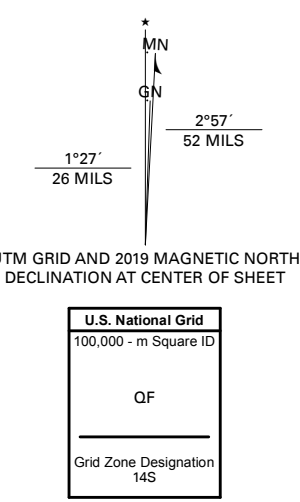 ★
MN
GN
2°57´
52 MILS
1°27´
26 MILS
UTM GRID AND 2019 MAGNETIC NORTH
DECLINATION AT CENTER OF SHEET
U.S. National Grid
100,000 - m Square ID
QF
Grid Zone Designation
14S